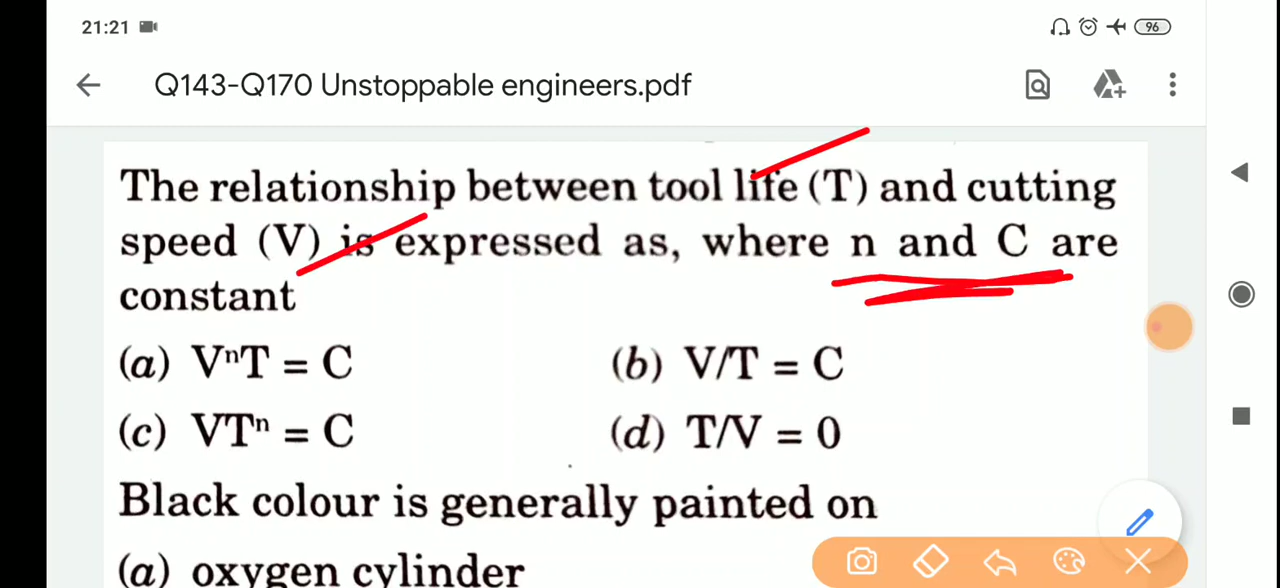 21:21
96
Q143-Q170 Unstoppable engineers.pdf
The relationship between tool life (T) and cutting
speed (V) is expressed as, where n and C are
constant
(a) VⁿT = C (b) V/T = C
(c) VTⁿ = C (d) T/V = 0
Black colour is generally painted on
(a) oxygen cylinder